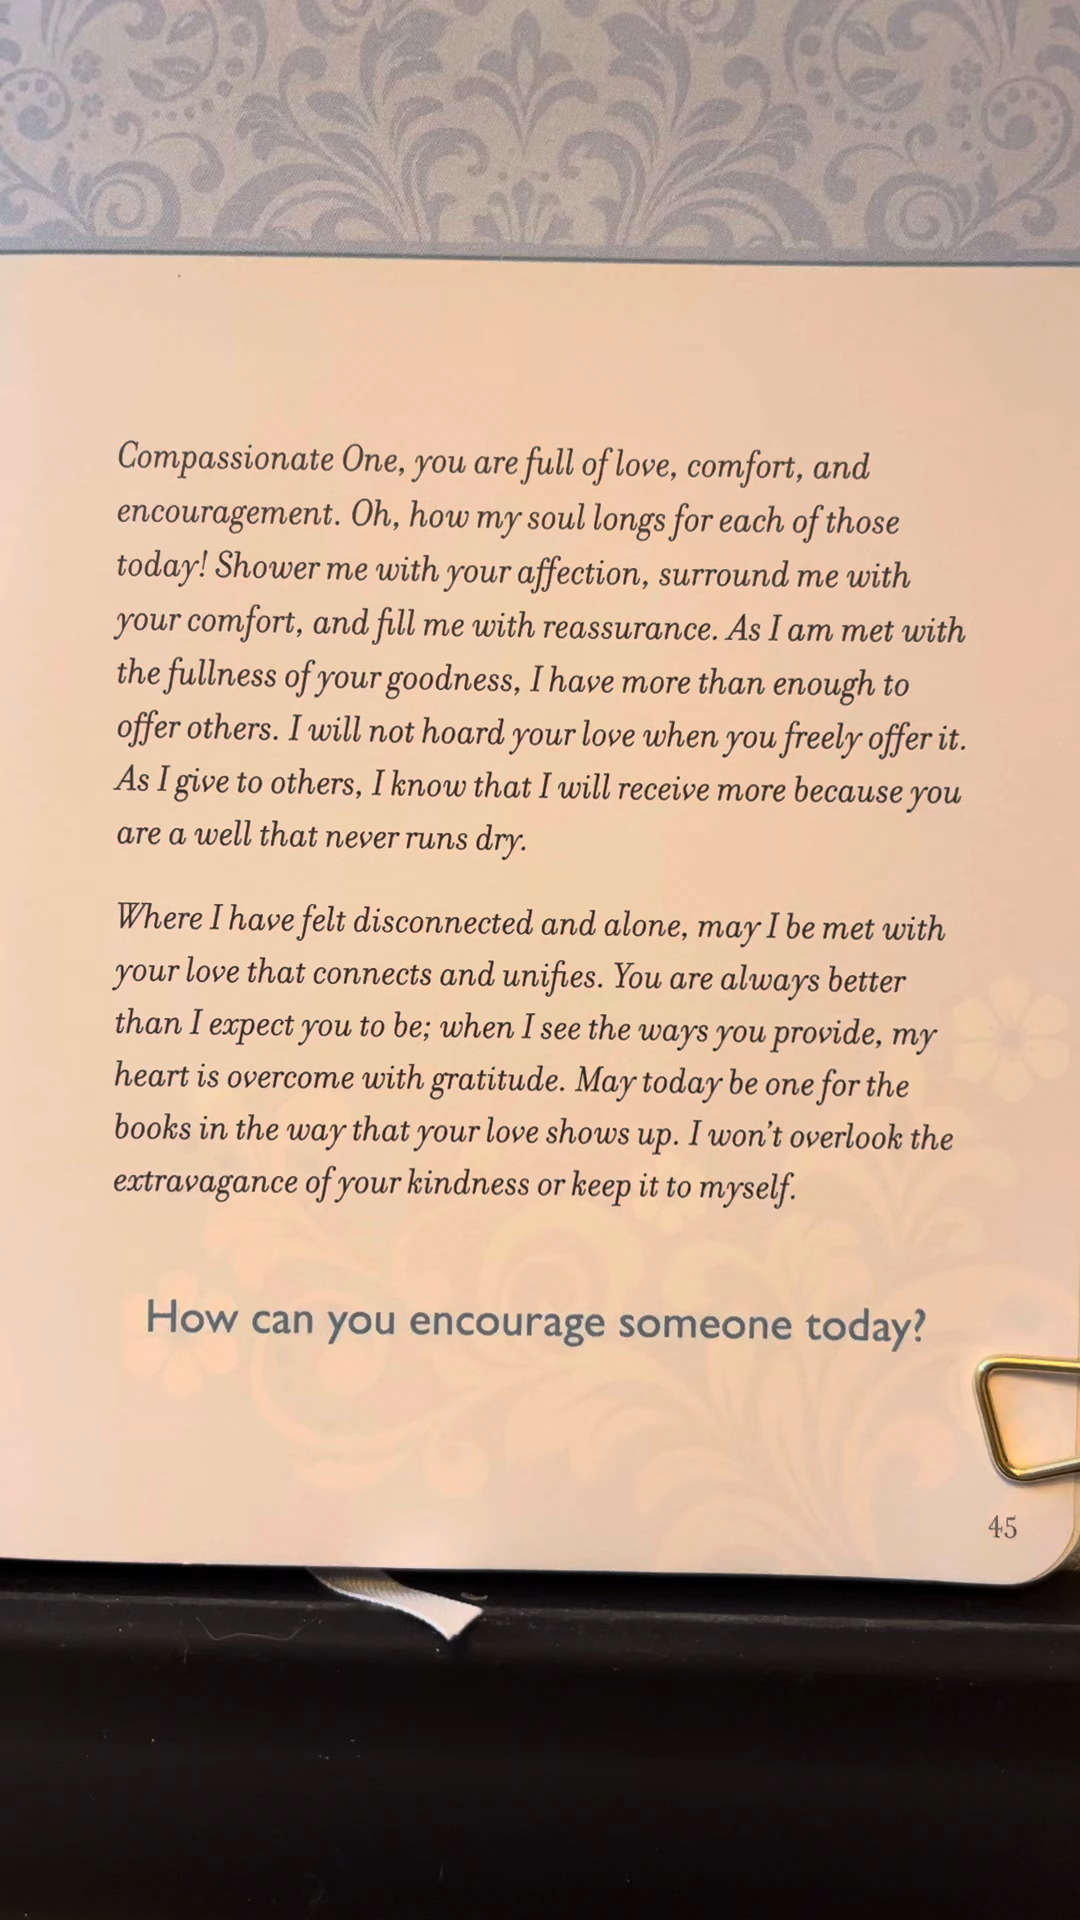 Compassionate One, you are full of love, comfort, and
encouragement. Oh, how my soul longs for each of those
today! Shower me with your affection, surround me with
your comfort, and fill me with reassurance. As I am met with
the fullness of your goodness, I have more than enough to
offer others. I will not hoard your love when you freely offer it.
As I give to others, I know that I will receive more because you
are a well that never runs dry.
Where I have felt disconnected and alone, may I be met with
your love that connects and unifies. You are always better
than I expect you to be; when I see the ways you provide, my
heart is overcome with gratitude. May today be one for the
books in the way that your love shows up. I won't overlook the
extravagance of your kindness or keep it to myself.
How can you encourage someone today?
45